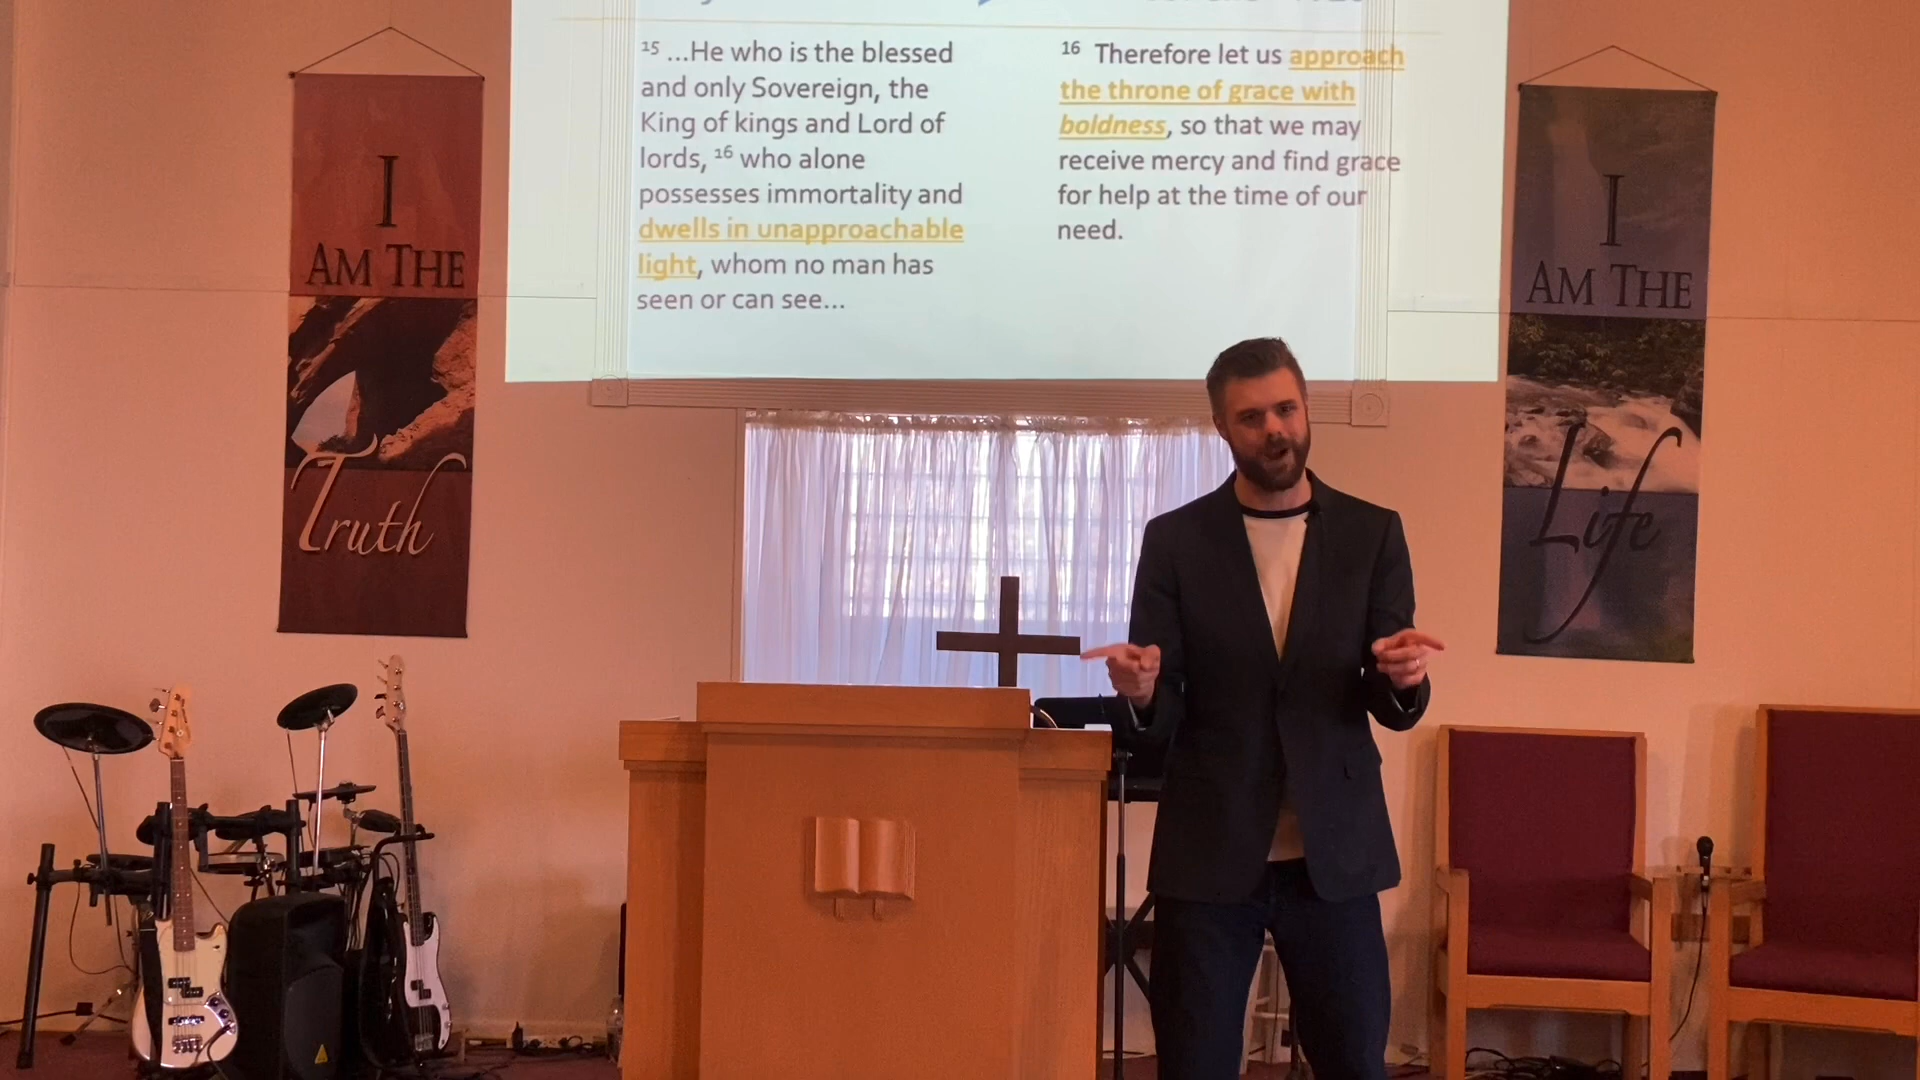 15 ...He who is the blessed
and only Sovereign, the
King of kings and Lord of
lords, 16 who alone
possesses immortality and
dwells in unapproachable
light, whom no man has
seen or can see...
16 Therefore let us approach
the throne of grace with
boldness, so that we may
receive mercy and find grace
for help at the time of our
need.
I
AM THE
Truth
I
AM THE
Life